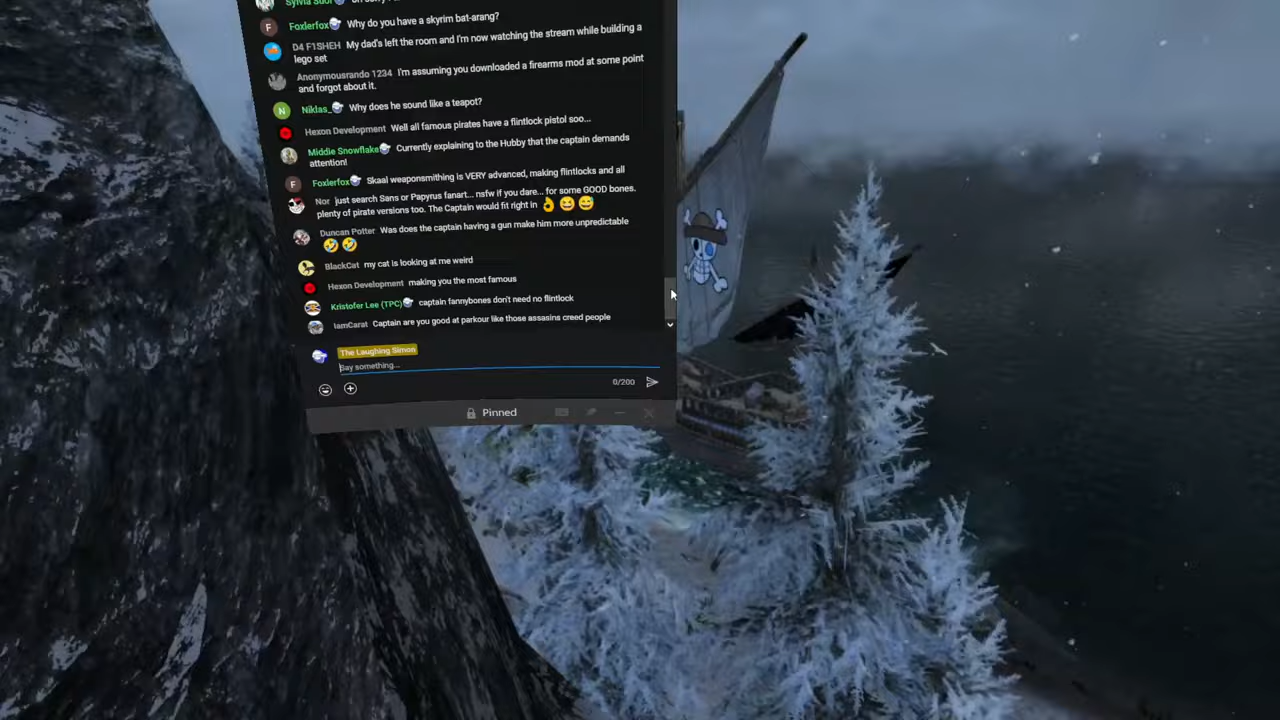 Sylvia Suo
Foxlerfox Why do you have a skyrim bat-arang?
D4 F1SHEH My dad's left the room and I'm now watching the stream while building a
lego set
Anonymousrando 1234 I'm assuming you downloaded a firearms mod at some point
and forgot about it.
N Niklas_ Why does he sound like a teapot?
Hexon Development Well all famous pirates have a flintlock pistol soo...
Middie Snowflake Currently explaining to the Hubby that the captain demands
attention!
F Foxlerfox Skaal weaponsmithing is VERY advanced, making flintlocks and all
Nor just search Sans or Papyrus fanart... nsfw if you dare... for some GOOD bones.
plenty of pirate versions too. The Captain would fit right in 👌😆😅
Duncan Potter Was does the captain having a gun make him more unpredictable
🤣🤣
BlackCat my cat is looking at me weird
Hexon Development making you the most famous
Kristofer Lee (TPC) captain fannybones don't need no flintlock
IamCarat Captain are you good at parkour like those assasins creed people
The Laughing Simon
Say something...
0/200
Pinned